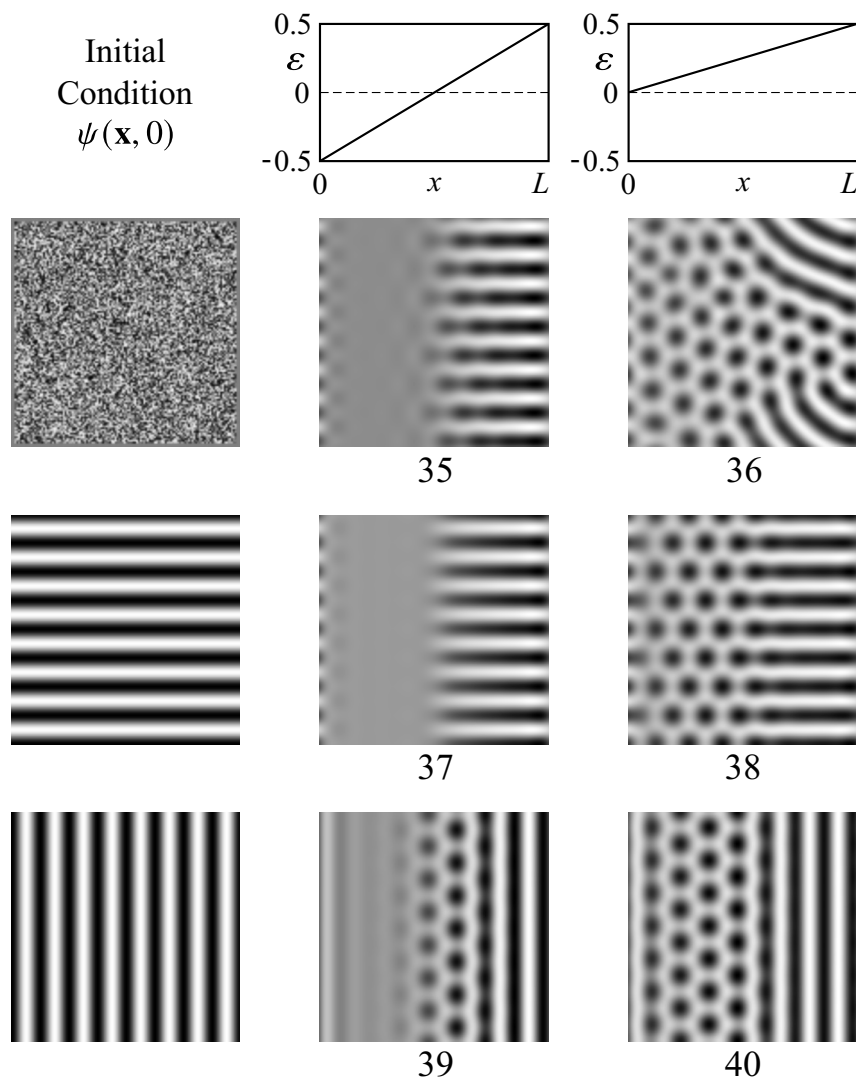 Initial
Condition
ψ(x, 0)
0.5
ε
0
-0.5
0 x L
0.5
ε
0
-0.5
0 x L
35 36
37 38
39 40